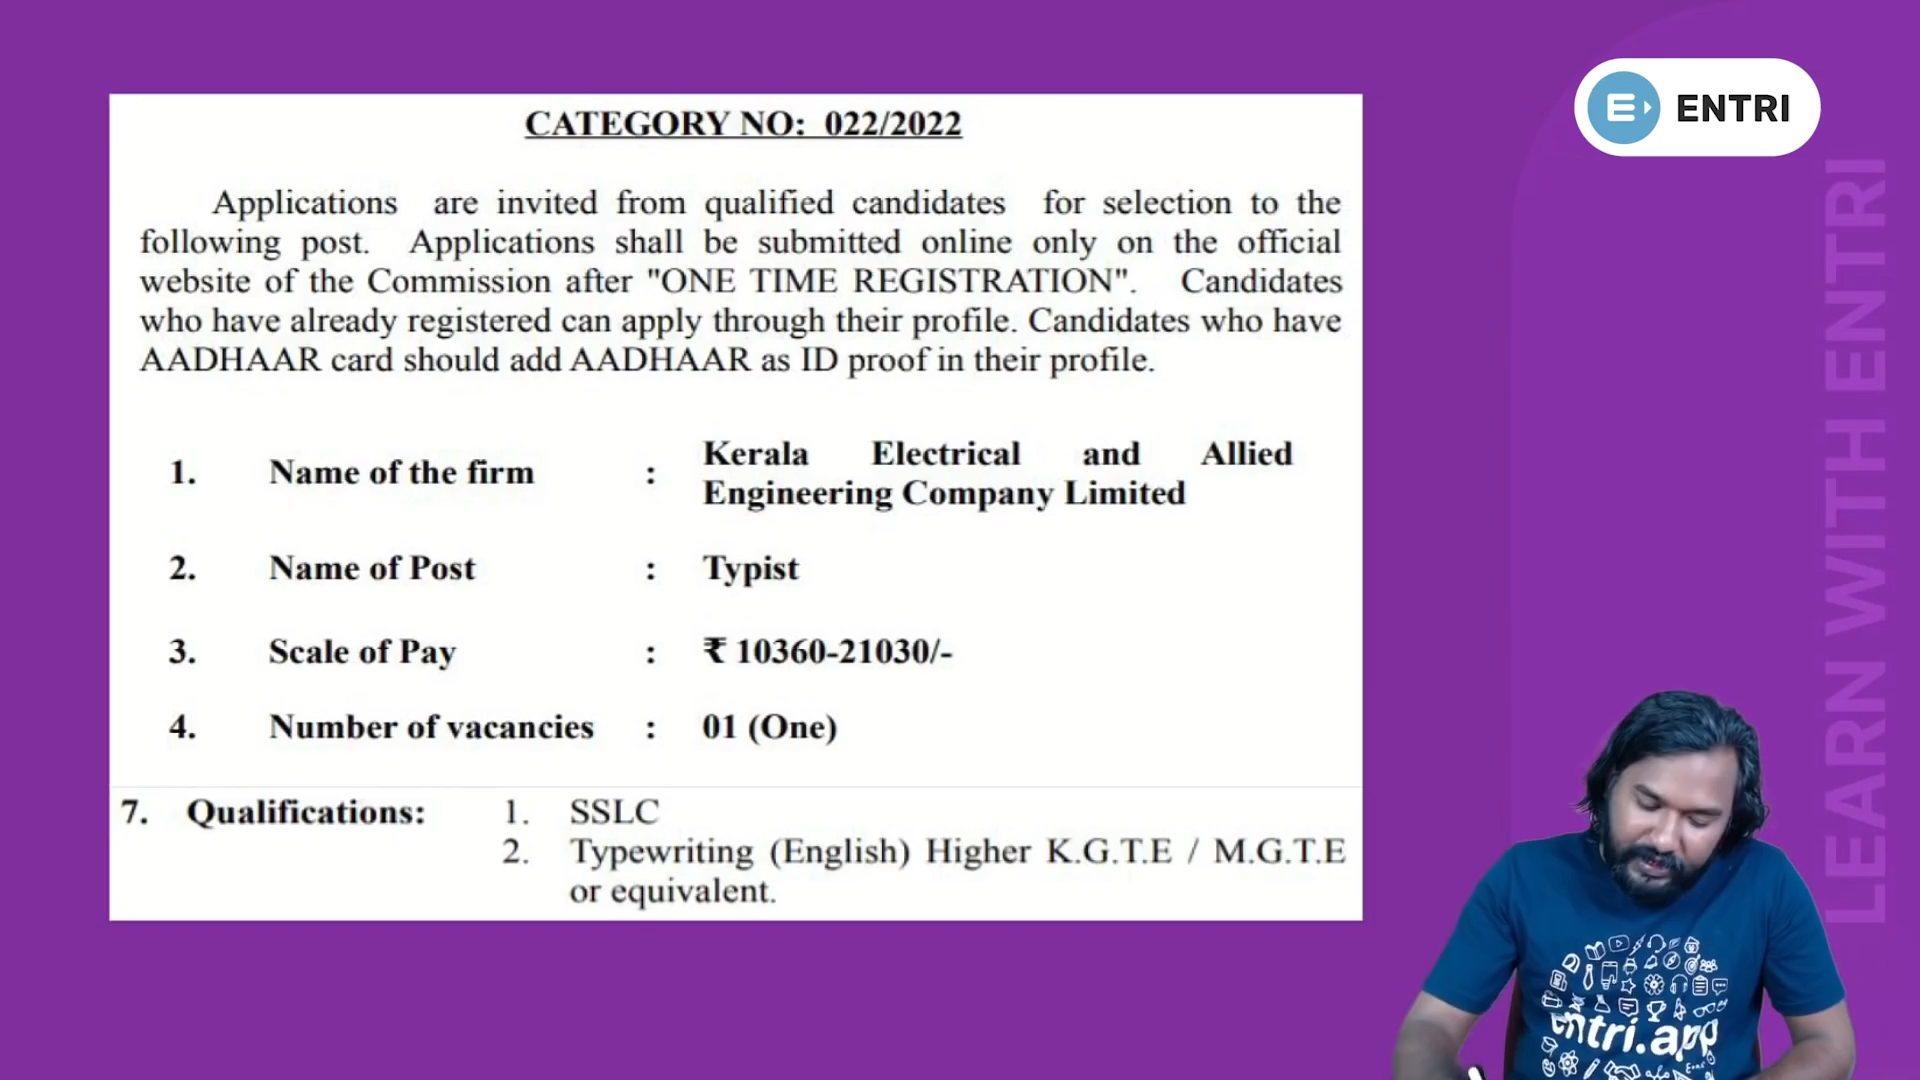 CATEGORY NO: 022/2022
Applications are invited from qualified candidates for selection to the
following post. Applications shall be submitted online only on the official
website of the Commission after "ONE TIME REGISTRATION". Candidates
who have already registered can apply through their profile. Candidates who have
AADHAAR card should add AADHAAR as ID proof in their profile.
1. Name of the firm : Kerala Electrical and Allied
Engineering Company Limited
2. Name of Post : Typist
3. Scale of Pay : ₹ 10360-21030/-
4. Number of vacancies : 01 (One)
7. Qualifications: 1. SSLC
2. Typewriting (English) Higher K.G.T.E / M.G.T.E
or equivalent.
E ENTRI
LEARN WITH ENTRI
entri.app